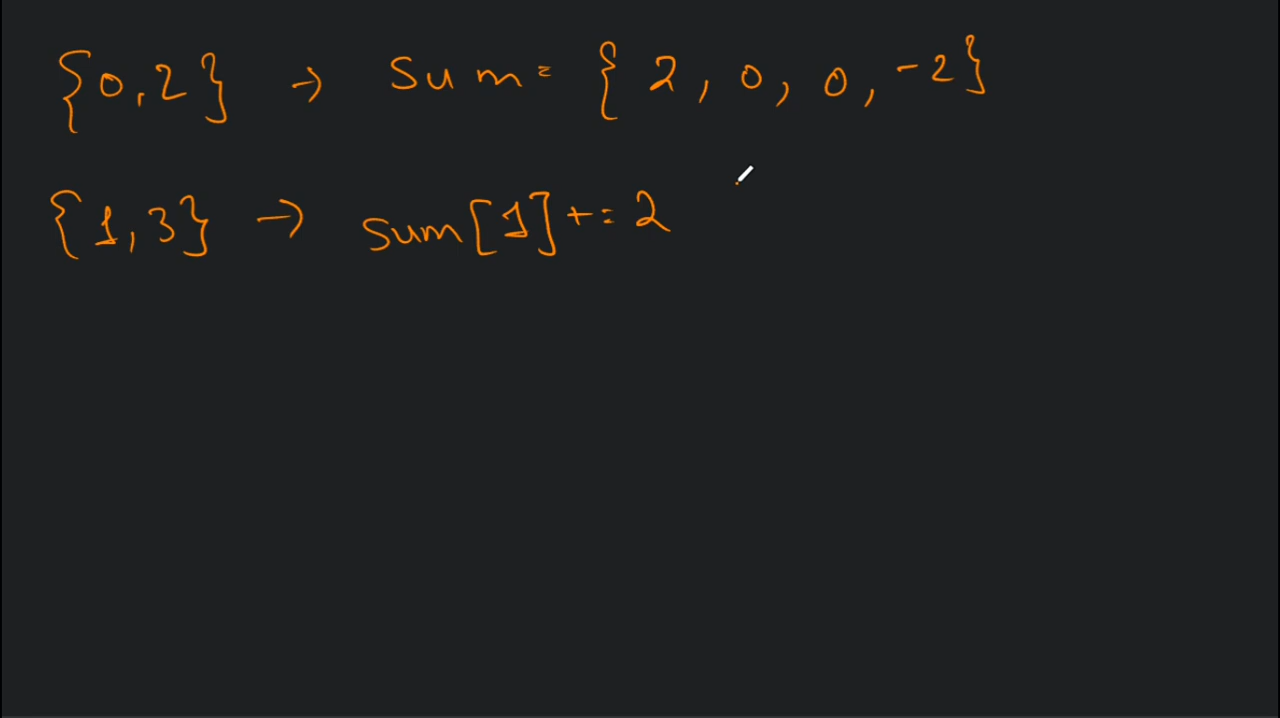 {0,2} → Sum = {2, 0, 0, -2}
{1,3} → sum[1] += 2